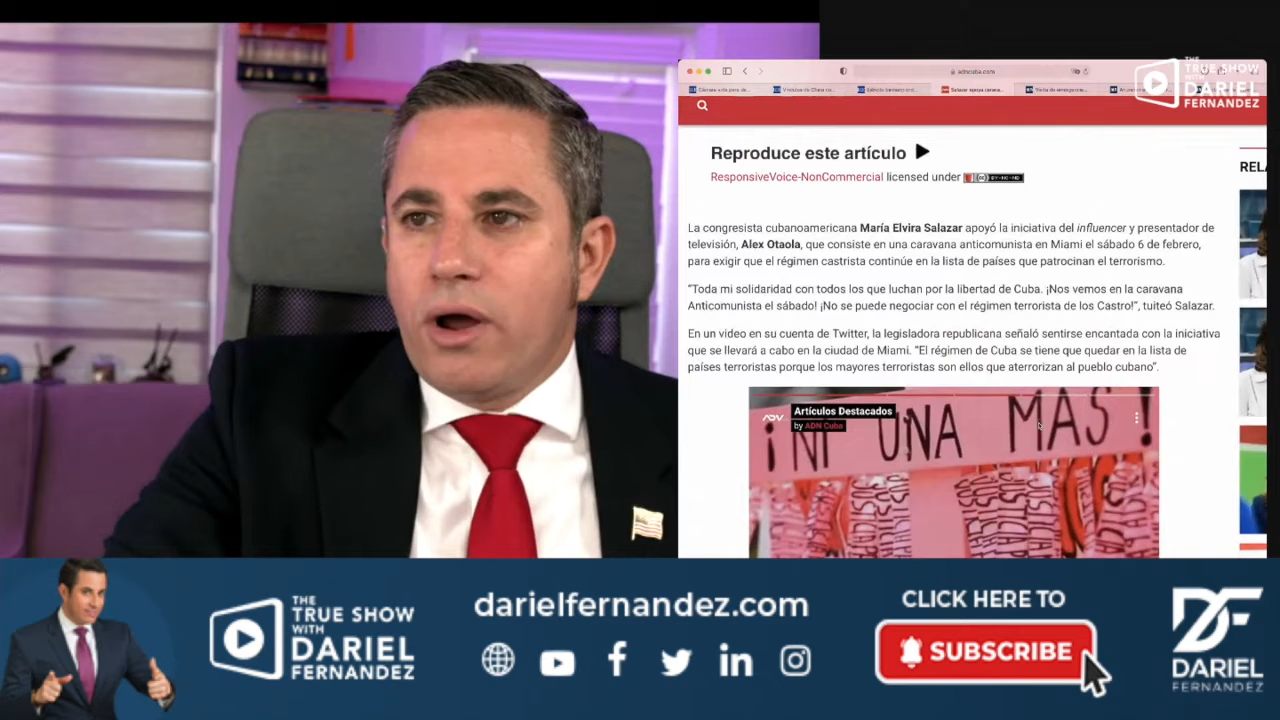 adncuba.com
THE
TRUE SHOW
WITH
DARIEL
FERNANDEZ
Reproduce este artículo
ResponsiveVoice-NonCommercial licensed under
RELA
La congresista cubanoamericana María Elvira Salazar apoyó la iniciativa del influencer y presentador de
televisión, Alex Otaola, que consiste en una caravana anticomunista en Miami el sábado 6 de febrero,
para exigir que el régimen castrista continúe en la lista de países que patrocinan el terrorismo.
“Toda mi solidaridad con todos los que luchan por la libertad de Cuba. ¡Nos vemos en la caravana
Anticomunista el sábado! ¡No se puede negociar con el régimen terrorista de los Castro!”, tuiteó Salazar.
En un video en su cuenta de Twitter, la legisladora republicana señaló sentirse encantada con la iniciativa
que se llevará a cabo en la ciudad de Miami. “El régimen de Cuba se tiene que quedar en la lista de
países terroristas porque los mayores terroristas son ellos que aterrorizan al pueblo cubano”.
ADN
Artículos Destacados
by ADN Cuba
¡NI UNA MAS!
THE
TRUE SHOW
WITH
DARIEL
FERNANDEZ
darielfernandez.com
CLICK HERE TO
SUBSCRIBE
DF
DARIEL
FERNANDEZ